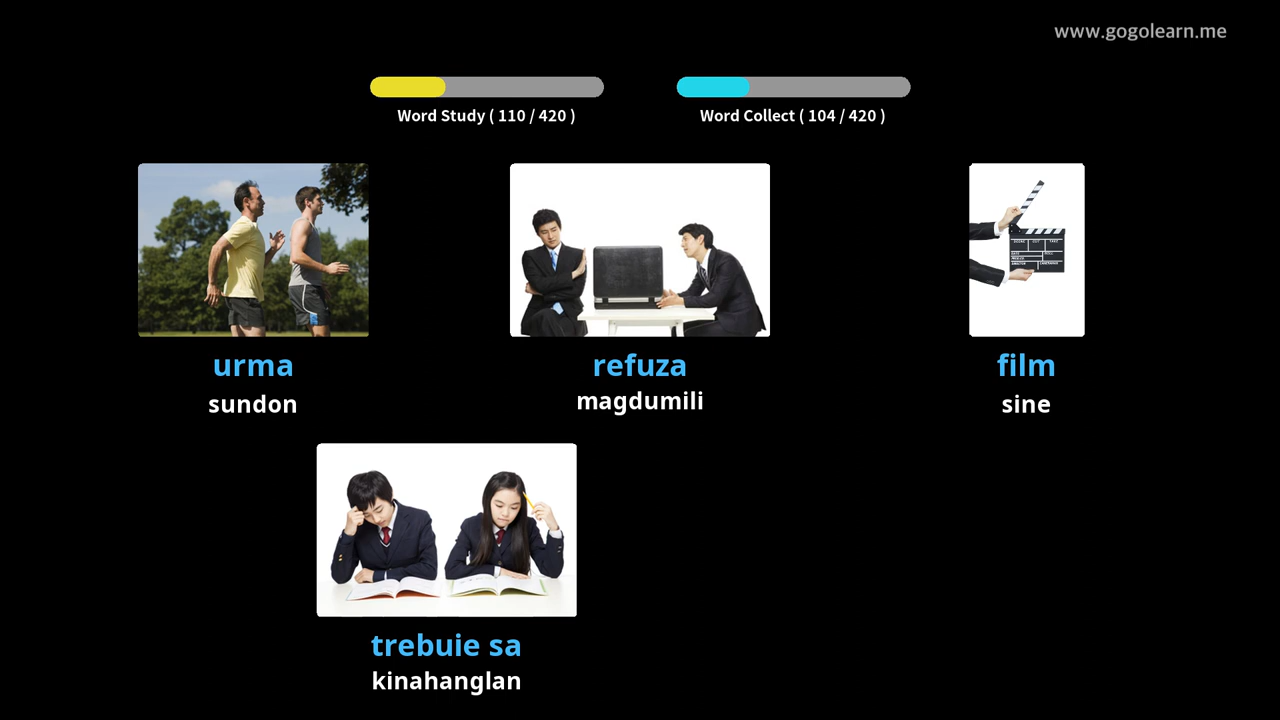 www.gogolearn.me
Word Study ( 110 / 420 )
Word Collect ( 104 / 420 )
urma
sundon
refuza
magdumili
film
sine
trebuie sa
kinahanglan